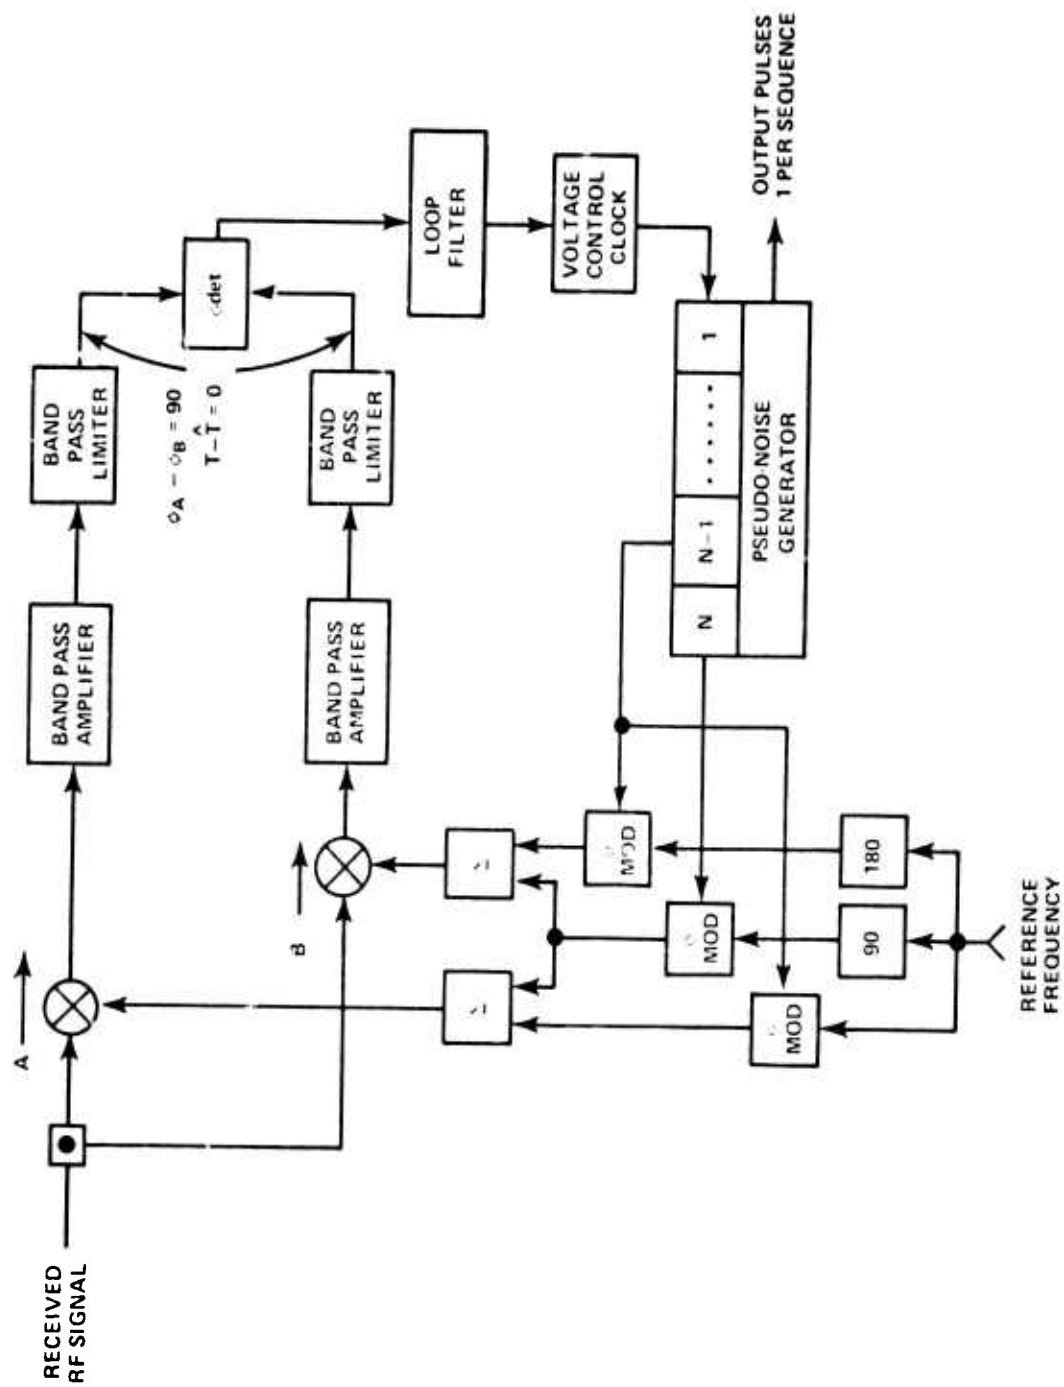 RECEIVED
RF SIGNAL
A
BAND PASS
AMPLIFIER
BAND
PASS
LIMITER
ϕA − ϕB = 90
T−T̂ = 0
det
B
BAND PASS
AMPLIFIER
BAND
PASS
LIMITER
LOOP
FILTER
VOLTAGE
CONTROL
CLOCK
Σ
Σ
MOD
MOD
MOD
N
N−1
.......
1
PSEUDO-NOISE
GENERATOR
OUTPUT PULSES
1 PER SEQUENCE
90
180
REFERENCE
FREQUENCY